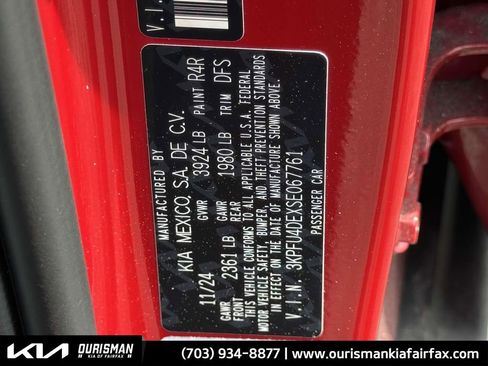 V.I.
MANUFACTURED BY
KIA MEXICO, S.A. DE C.V.
11/24 GVWR 3924 LB PAINT R4R
GAWR FRONT 2361 LB GAWR REAR 1980 LB TRIM DFS
THIS VEHICLE CONFORMS TO ALL APPLICABLE U.S.A. FEDERAL
MOTOR VEHICLE SAFETY, BUMPER, AND THEFT PREVENTION STANDARDS
IN EFFECT ON THE DATE OF MANUFACTURE SHOWN ABOVE.
V.I.N. 3KPFU4DEXSE067761
PASSENGER CAR
KIA OURISMAN
KIA OF FAIRFAX
(703) 934-8877 | www.ourismankiafairfax.com